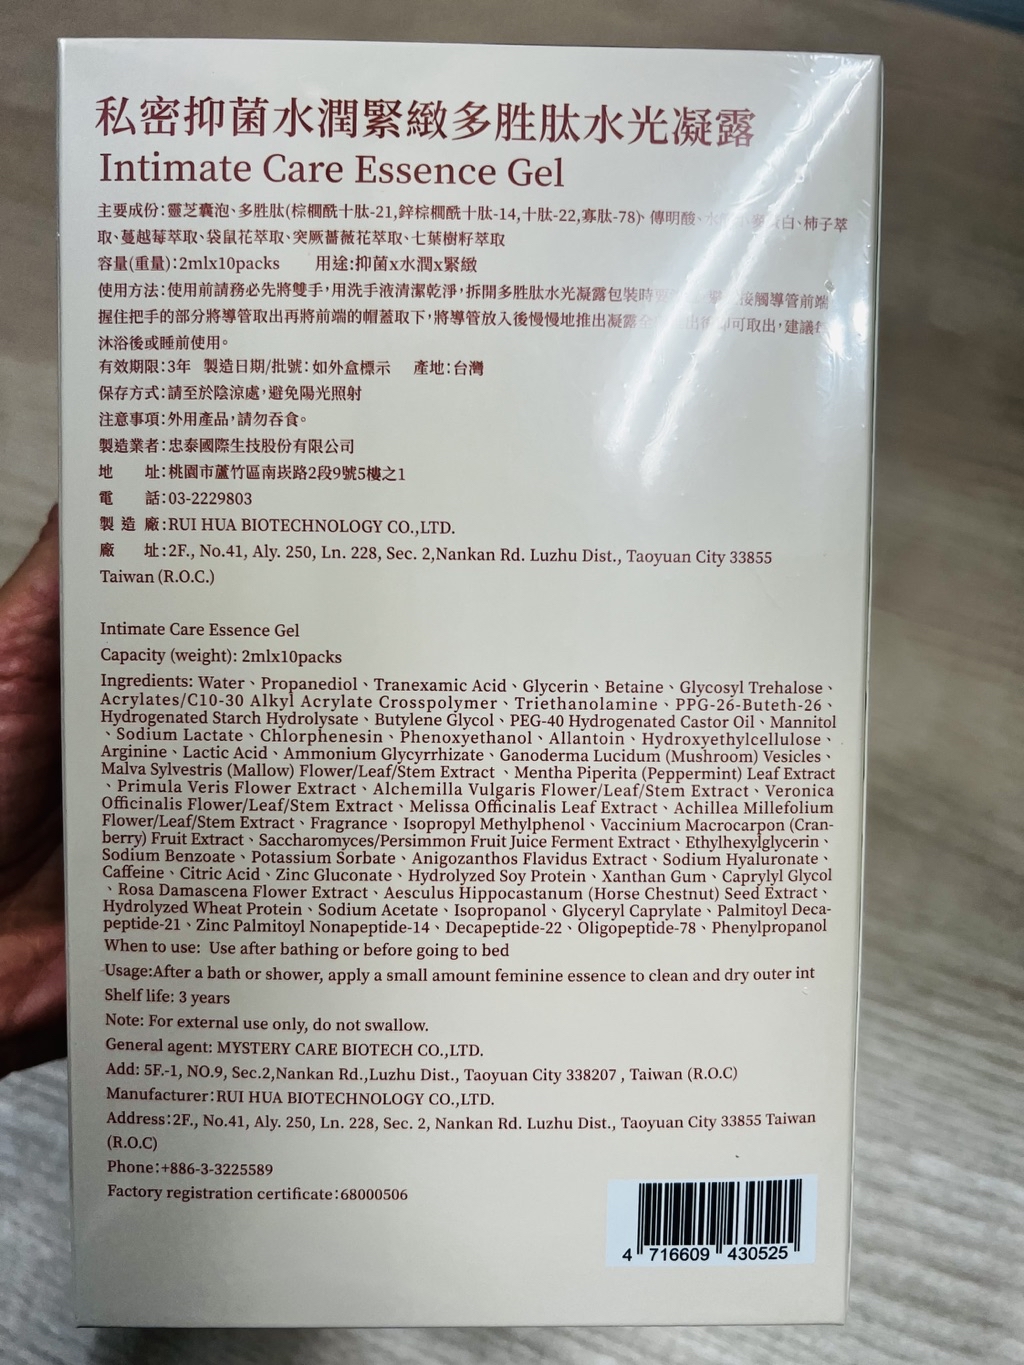 私密抑菌水潤緊緻多胜肽水光凝露
Intimate Care Essence Gel
主要成份:靈芝囊泡、多胜肽(棕櫚酰十肽-21,鋅棕櫚酰十肽-14,十肽-22,寡肽-78)、傳明酸、柿子萃
取、蔓越莓萃取、袋鼠花萃取、突厥薔薇花萃取、七葉樹籽萃取
容量(重量):2mlx10packs 用途:抑菌x水潤x緊緻
使用方法:使用前請務必先將雙手,用洗手液清潔乾淨,拆開多胜肽水光凝露包裝時 接觸導管前端
握住把手的部分將導管取出再將前端的帽蓋取下,將導管放入後慢慢地推出凝露 即可取出,建議
沐浴後或睡前使用。
有效期限:3年 製造日期/批號:如外盒標示 產地:台灣
保存方式:請至於陰涼處,避免陽光照射
注意事項:外用產品,請勿吞食。
製造業者:忠泰國際生技股份有限公司
地 址:桃園市蘆竹區南崁路2段9號5樓之1
電 話:03-2229803
製 造 廠:RUI HUA BIOTECHNOLOGY CO.,LTD.
廠 址:2F., No.41, Aly. 250, Ln. 228, Sec. 2,Nankan Rd. Luzhu Dist., Taoyuan City 33855
Taiwan (R.O.C.)
Intimate Care Essence Gel
Capacity (weight): 2mlx10packs
Ingredients: Water、Propanediol、Tranexamic Acid、Glycerin、Betaine、Glycosyl Trehalose、
Acrylates/C10-30 Alkyl Acrylate Crosspolymer、Triethanolamine、PPG-26-Buteth-26、
Hydrogenated Starch Hydrolysate、Butylene Glycol、PEG-40 Hydrogenated Castor Oil、Mannitol
、Sodium Lactate、Chlorphenesin、Phenoxyethanol、Allantoin、Hydroxyethylcellulose、
Arginine、Lactic Acid、Ammonium Glycyrrhizate、Ganoderma Lucidum (Mushroom) Vesicles、
Malva Sylvestris (Mallow) Flower/Leaf/Stem Extract、Mentha Piperita (Peppermint) Leaf Extract
、Primula Veris Flower Extract、Alchemilla Vulgaris Flower/Leaf/Stem Extract、Veronica
Officinalis Flower/Leaf/Stem Extract、Melissa Officinalis Leaf Extract、Achillea Millefolium
Flower/Leaf/Stem Extract、Fragrance、Isopropyl Methylphenol、Vaccinium Macrocarpon (Cran-
berry) Fruit Extract、Saccharomyces/Persimmon Fruit Juice Ferment Extract、Ethylhexylglycerin、
Sodium Benzoate、Potassium Sorbate、Anigozanthos Flavidus Extract、Sodium Hyaluronate、
Caffeine、Citric Acid、Zinc Gluconate、Hydrolyzed Soy Protein、Xanthan Gum、Caprylyl Glycol
、Rosa Damascena Flower Extract、Aesculus Hippocastanum (Horse Chestnut) Seed Extract、
Hydrolyzed Wheat Protein、Sodium Acetate、Isopropanol、Glyceryl Caprylate、Palmitoyl Deca-
peptide-21、Zinc Palmitoyl Nonapeptide-14、Decapeptide-22、Oligopeptide-78、Phenylpropanol
When to use: Use after bathing or before going to bed
Usage:After a bath or shower, apply a small amount feminine essence to clean and dry outer int
Shelf life: 3 years
Note: For external use only, do not swallow.
General agent: MYSTERY CARE BIOTECH CO.,LTD.
Add: 5F.-1, NO.9, Sec.2,Nankan Rd.,Luzhu Dist., Taoyuan City 338207 , Taiwan (R.O.C)
Manufacturer:RUI HUA BIOTECHNOLOGY CO.,LTD.
Address:2F., No.41, Aly. 250, Ln. 228, Sec. 2, Nankan Rd. Luzhu Dist., Taoyuan City 33855 Taiwan
(R.O.C)
Phone:+886-3-3225589
Factory registration certificate:68000506
4 716609 430525